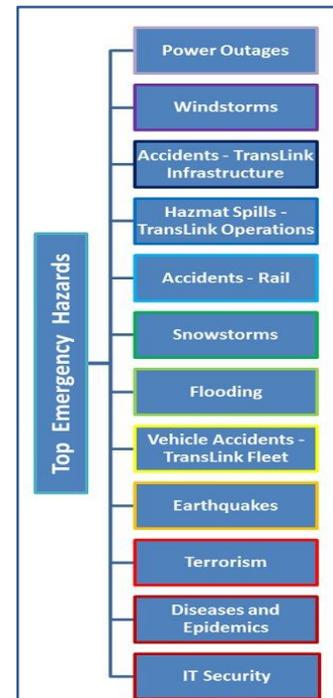 Top Emergency Hazards
Power Outages
Windstorms
Accidents - TransLink
Infrastructure
Hazmat Spills -
TransLink Operations
Accidents - Rail
Snowstorms
Flooding
Vehicle Accidents -
TransLink Fleet
Earthquakes
Terrorism
Diseases and
Epidemics
IT Security